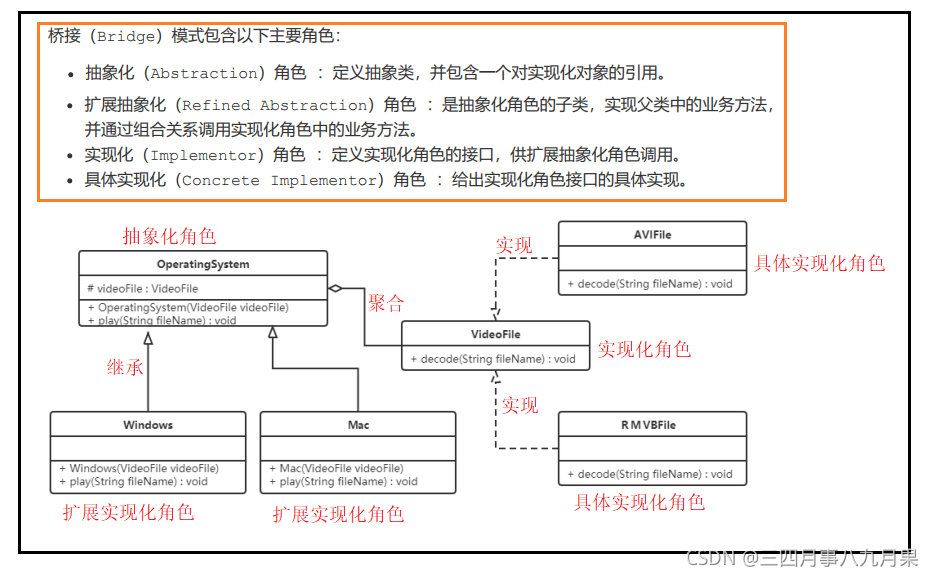 桥接（Bridge）模式包含以下主要角色：
• 抽象化（Abstraction）角色 ：定义抽象类，并包含一个对实现化对象的引用。
• 扩展抽象化（Refined Abstraction）角色 ：是抽象化角色的子类，实现父类中的业务方法，
并通过组合关系调用实现化角色中的业务方法。
• 实现化（Implementor）角色 ：定义实现化角色的接口，供扩展抽象化角色调用。
• 具体实现化（Concrete Implementor）角色 ：给出实现化角色接口的具体实现。
抽象化角色
OperatingSystem
# videoFile : VideoFile
+ OperatingSystem(VideoFile videoFile)
+ play(String fileName) : void
聚合
实现
AVIFile
+ decode(String fileName) : void
具体实现化角色
VideoFile
+ decode(String fileName) : void
实现化角色
继承
实现
Windows
+ Windows(VideoFile videoFile)
+ play(String fileName) : void
扩展实现化角色
Mac
+ Mac(VideoFile videoFile)
+ play(String fileName) : void
扩展实现化角色
RMVBFile
+ decode(String fileName) : void
具体实现化角色
CSDN @三四月事八九月果